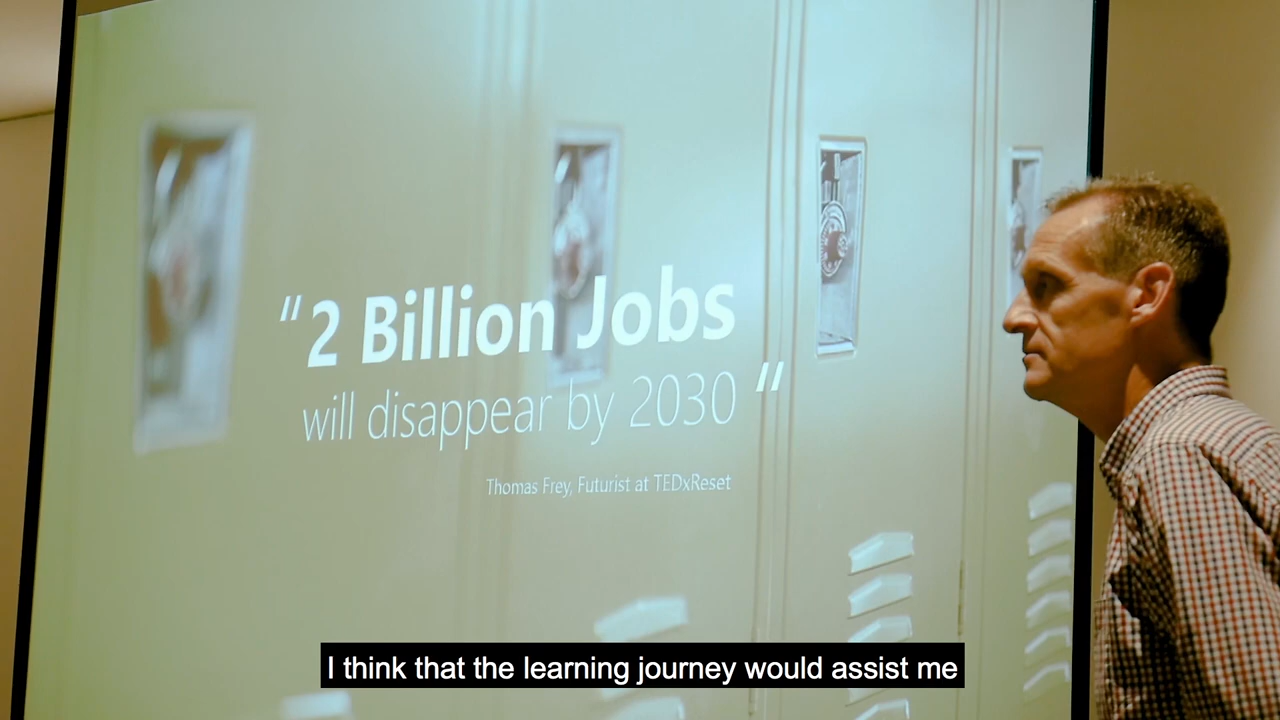 “2 Billion Jobs
will disappear by 2030”
Thomas Frey, Futurist at TEDxReset
I think that the learning journey would assist me